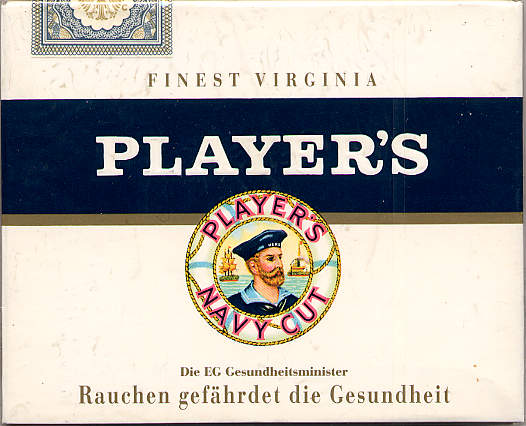 FINEST VIRGINIA
PLAYER'S
PLAYER'S
NAVY CUT
Die EG Gesundheitsminister
Rauchen gefährdet die Gesundheit